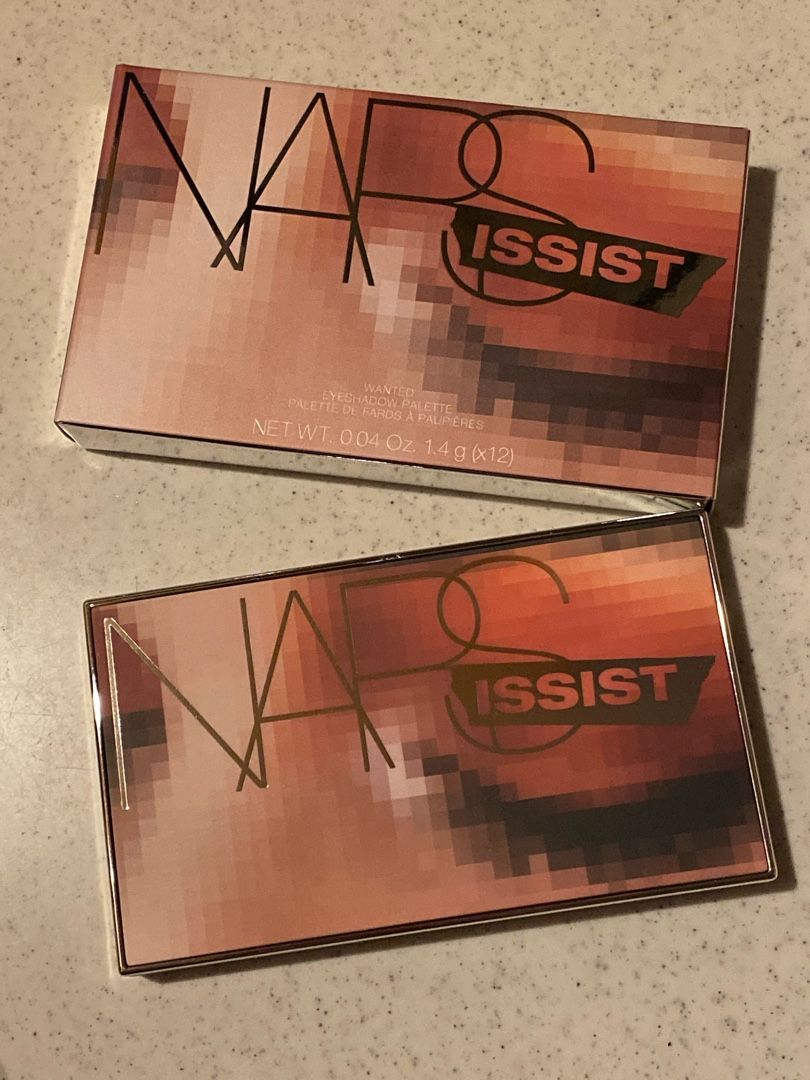 NARS
ISSIST
WANTED
EYESHADOW PALETTE
PALETTE DE FARDS À PAUPIÈRES
NET WT. 0.04 Oz. 1.4 g (x12)
NARS
ISSIST